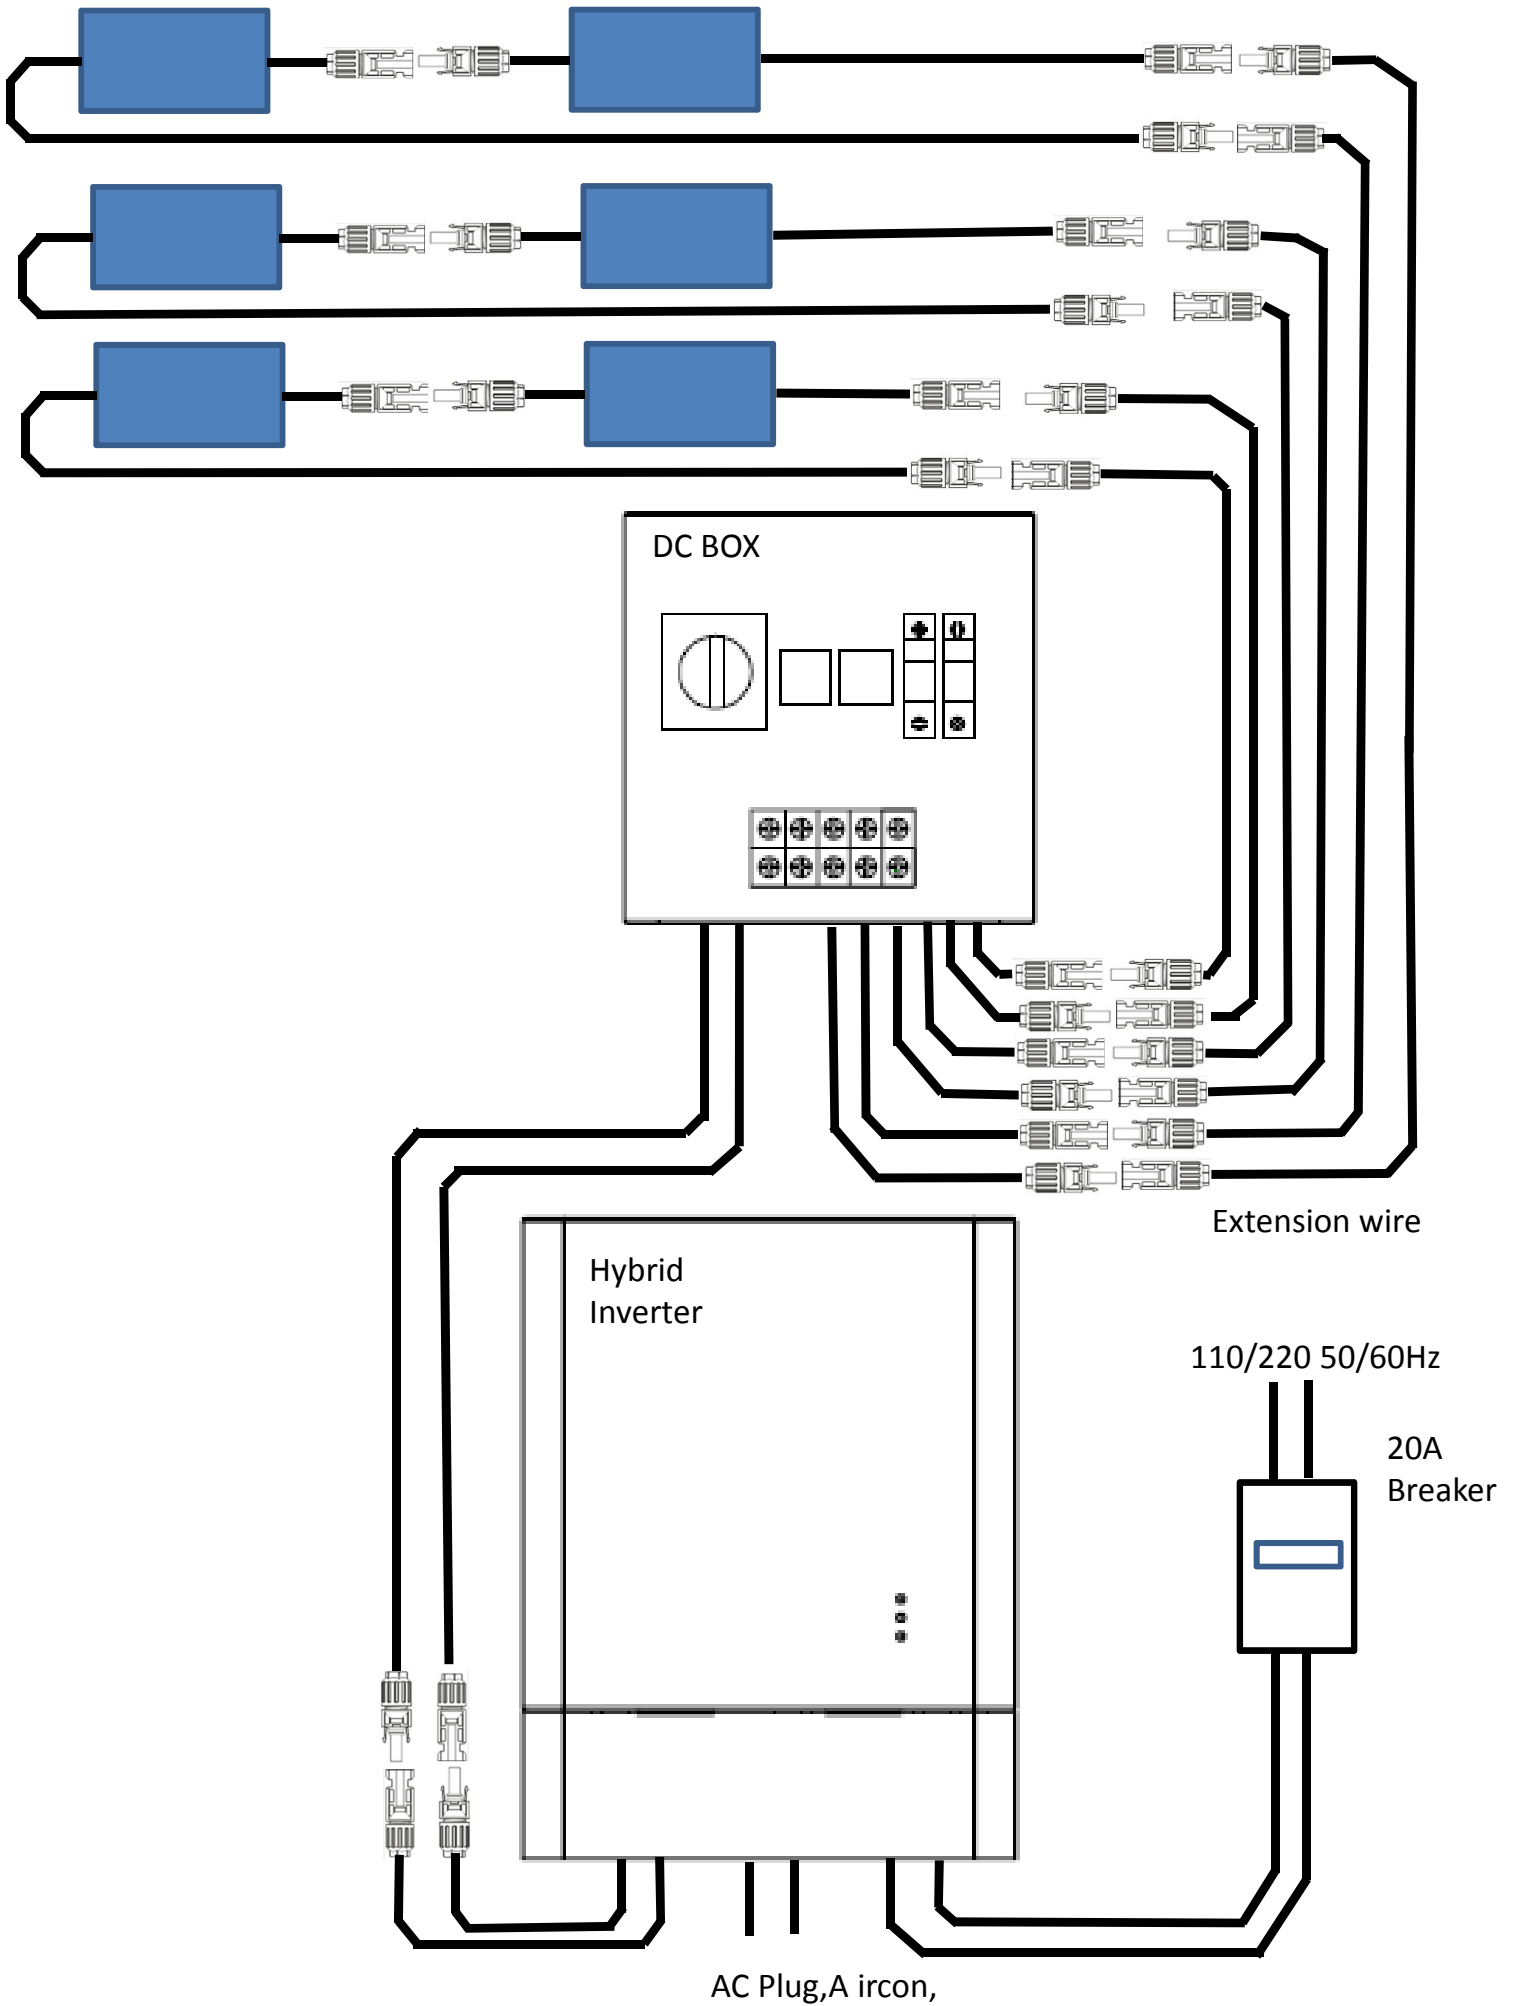 DC BOX
Extension wire
Hybrid
Inverter
110/220 50/60Hz
20A
Breaker
AC Plug,A ircon,